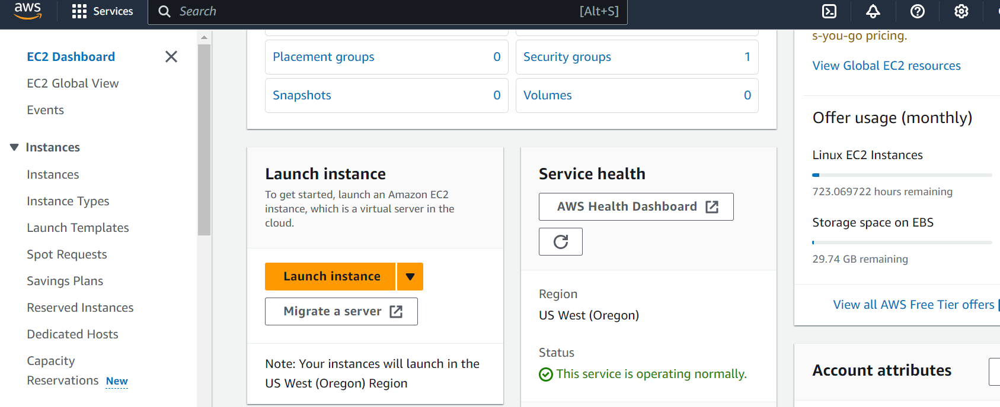 aws
Services
Search
[Alt+S]
EC2 Dashboard
EC2 Global View
Events
Instances
Instances
Instance Types
Launch Templates
Spot Requests
Savings Plans
Reserved Instances
Dedicated Hosts
Capacity
Reservations New
Placement groups 0
Security groups 1
Snapshots 0
Volumes 0
Launch instance
To get started, launch an Amazon EC2
instance, which is a virtual server in the
cloud.
Launch instance
Migrate a server
Note: Your instances will launch in the
US West (Oregon) Region
Service health
AWS Health Dashboard
Region
US West (Oregon)
Status
This service is operating normally.
s-you-go pricing.
View Global EC2 resources
Offer usage (monthly)
Linux EC2 Instances
723.069722 hours remaining
Storage space on EBS
29.74 GB remaining
View all AWS Free Tier offers
Account attributes